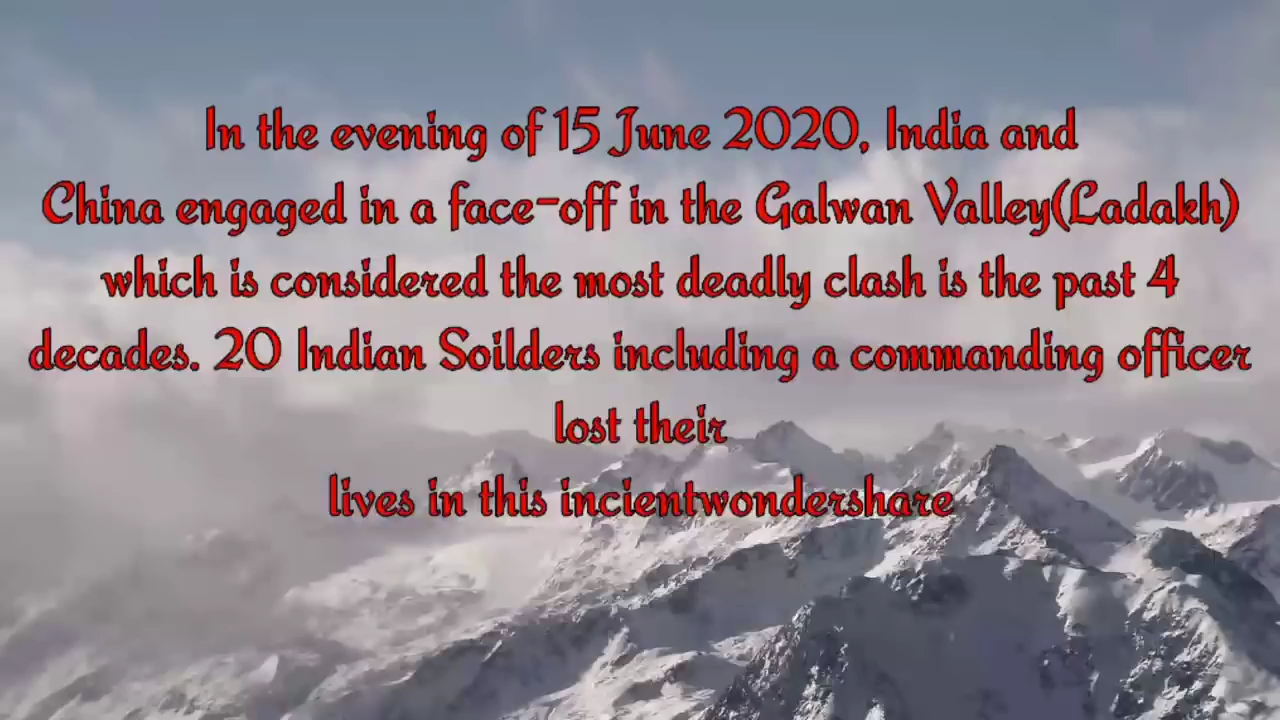 In the evening of 15 June 2020, India and
China engaged in a face-off in the Galwan Valley(Ladakh)
which is considered the most deadly clash is the past 4
decades. 20 Indian Soilders including a commanding officer
lost their
lives in this incientwondershare